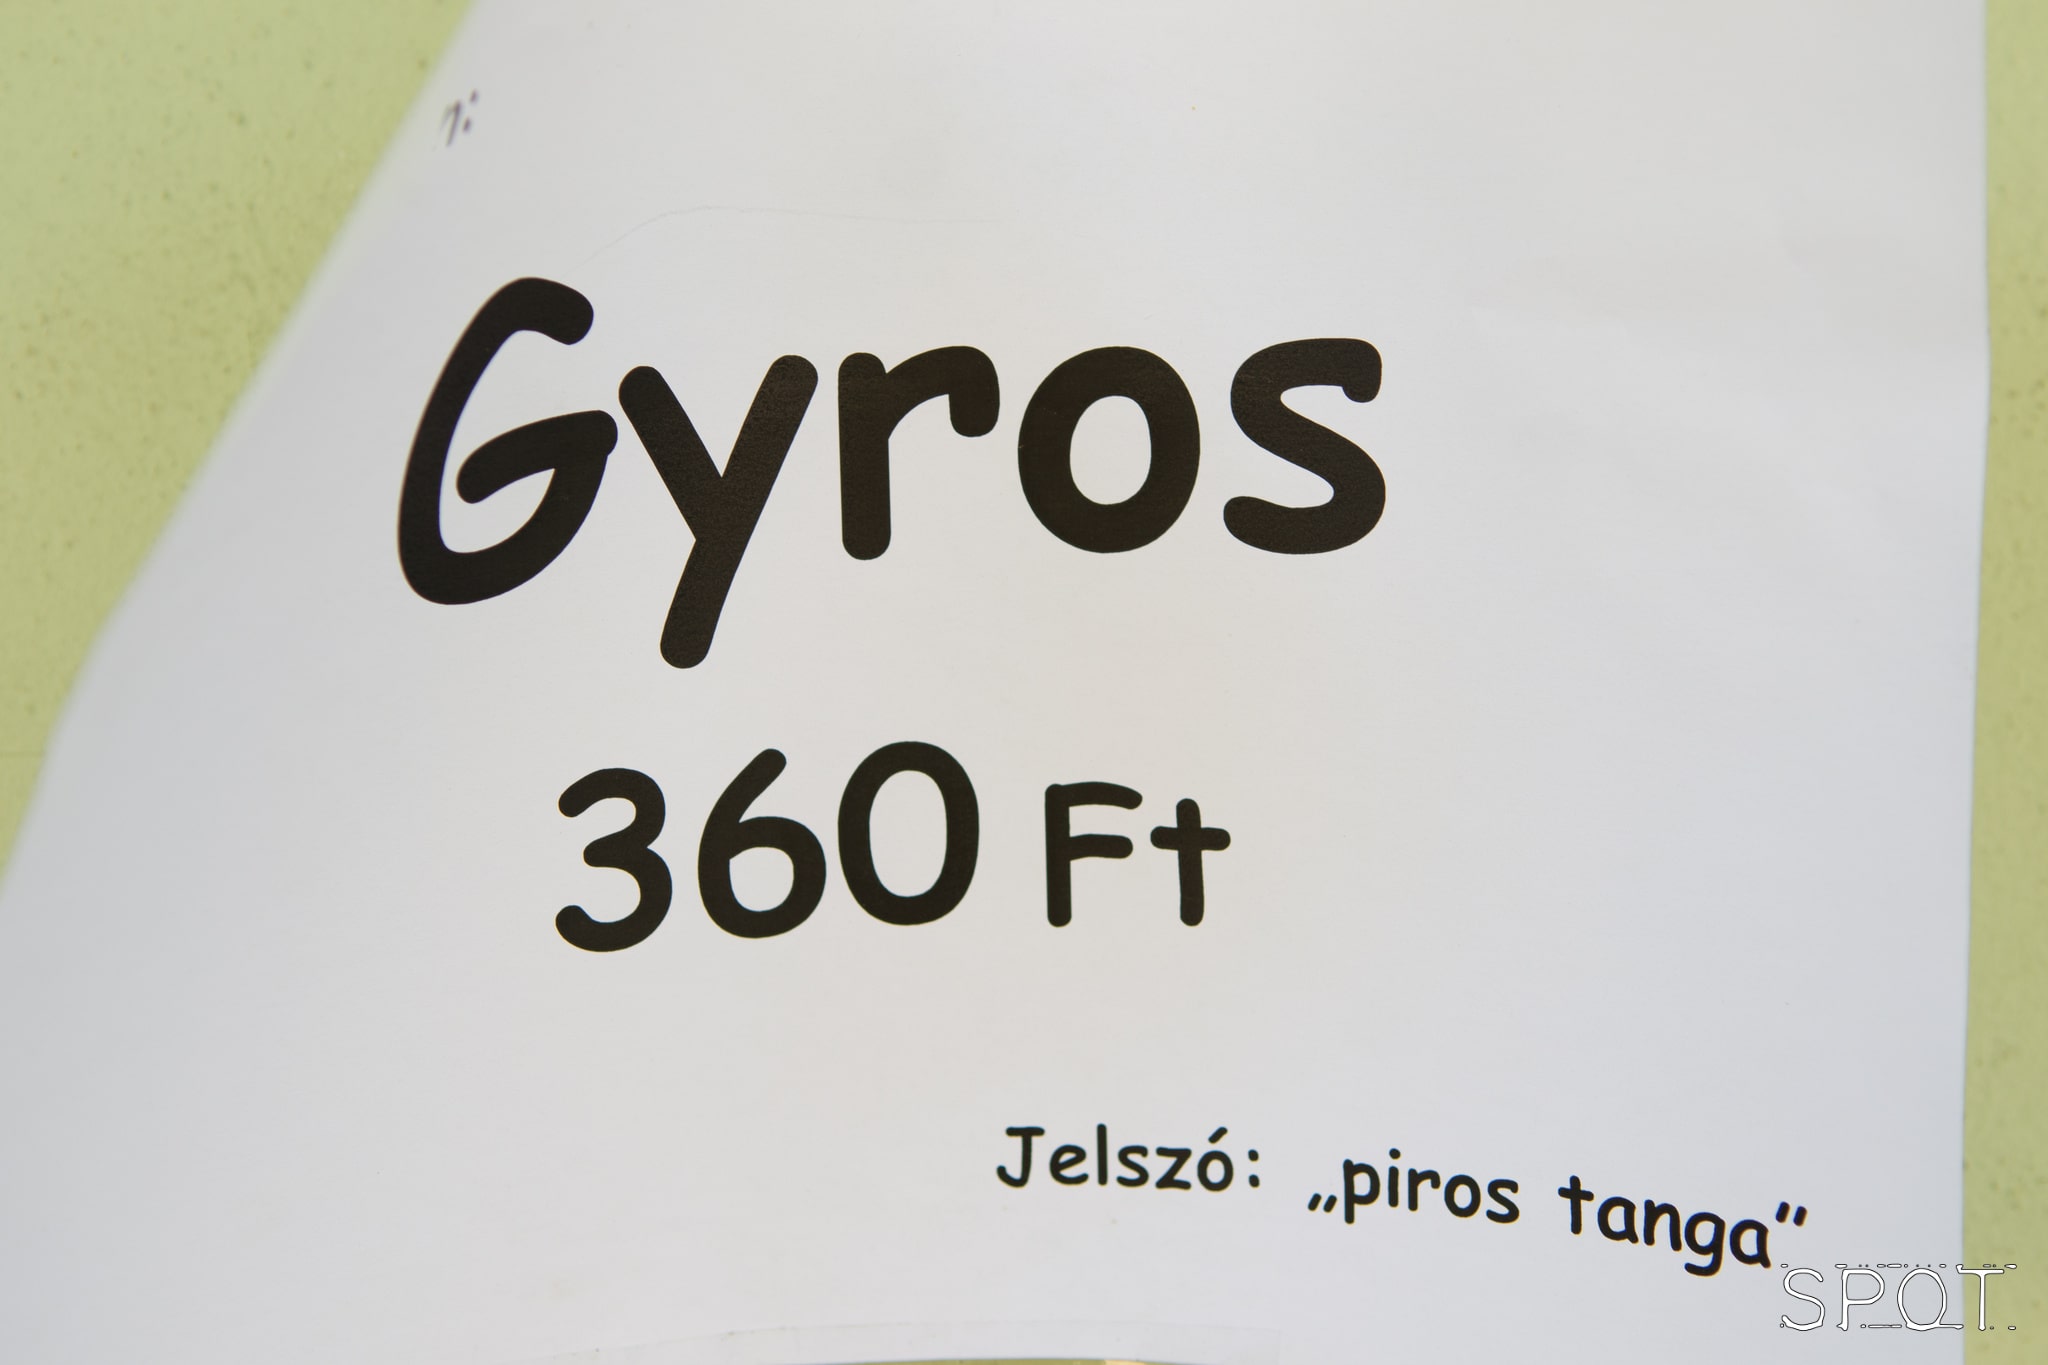 Gyros
360 Ft
Jelszó: „piros tanga“
SPOT